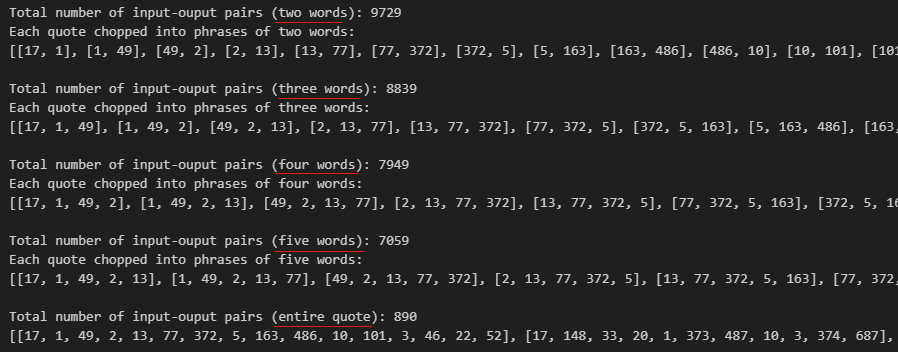 Total number of input-ouput pairs (two words): 9729
Each quote chopped into phrases of two words:
[[17, 1], [1, 49], [49, 2], [2, 13], [13, 77], [77, 372], [372, 5], [5, 163], [163, 486], [486, 10], [10, 101], [101
Total number of input-ouput pairs (three words): 8839
Each quote chopped into phrases of three words:
[[17, 1, 49], [1, 49, 2], [49, 2, 13], [2, 13, 77], [13, 77, 372], [77, 372, 5], [372, 5, 163], [5, 163, 486], [163,
Total number of input-ouput pairs (four words): 7949
Each quote chopped into phrases of four words:
[[17, 1, 49, 2], [1, 49, 2, 13], [49, 2, 13, 77], [2, 13, 77, 372], [13, 77, 372, 5], [77, 372, 5, 163], [372, 5, 16
Total number of input-ouput pairs (five words): 7059
Each quote chopped into phrases of five words:
[[17, 1, 49, 2, 13], [1, 49, 2, 13, 77], [49, 2, 13, 77, 372], [2, 13, 77, 372, 5], [13, 77, 372, 5, 163], [77, 372,
Total number of input-ouput pairs (entire quote): 890
[[17, 1, 49, 2, 13, 77, 372, 5, 163, 486, 10, 101, 3, 46, 22, 52], [17, 148, 33, 20, 1, 373, 487, 10, 3, 374, 687],